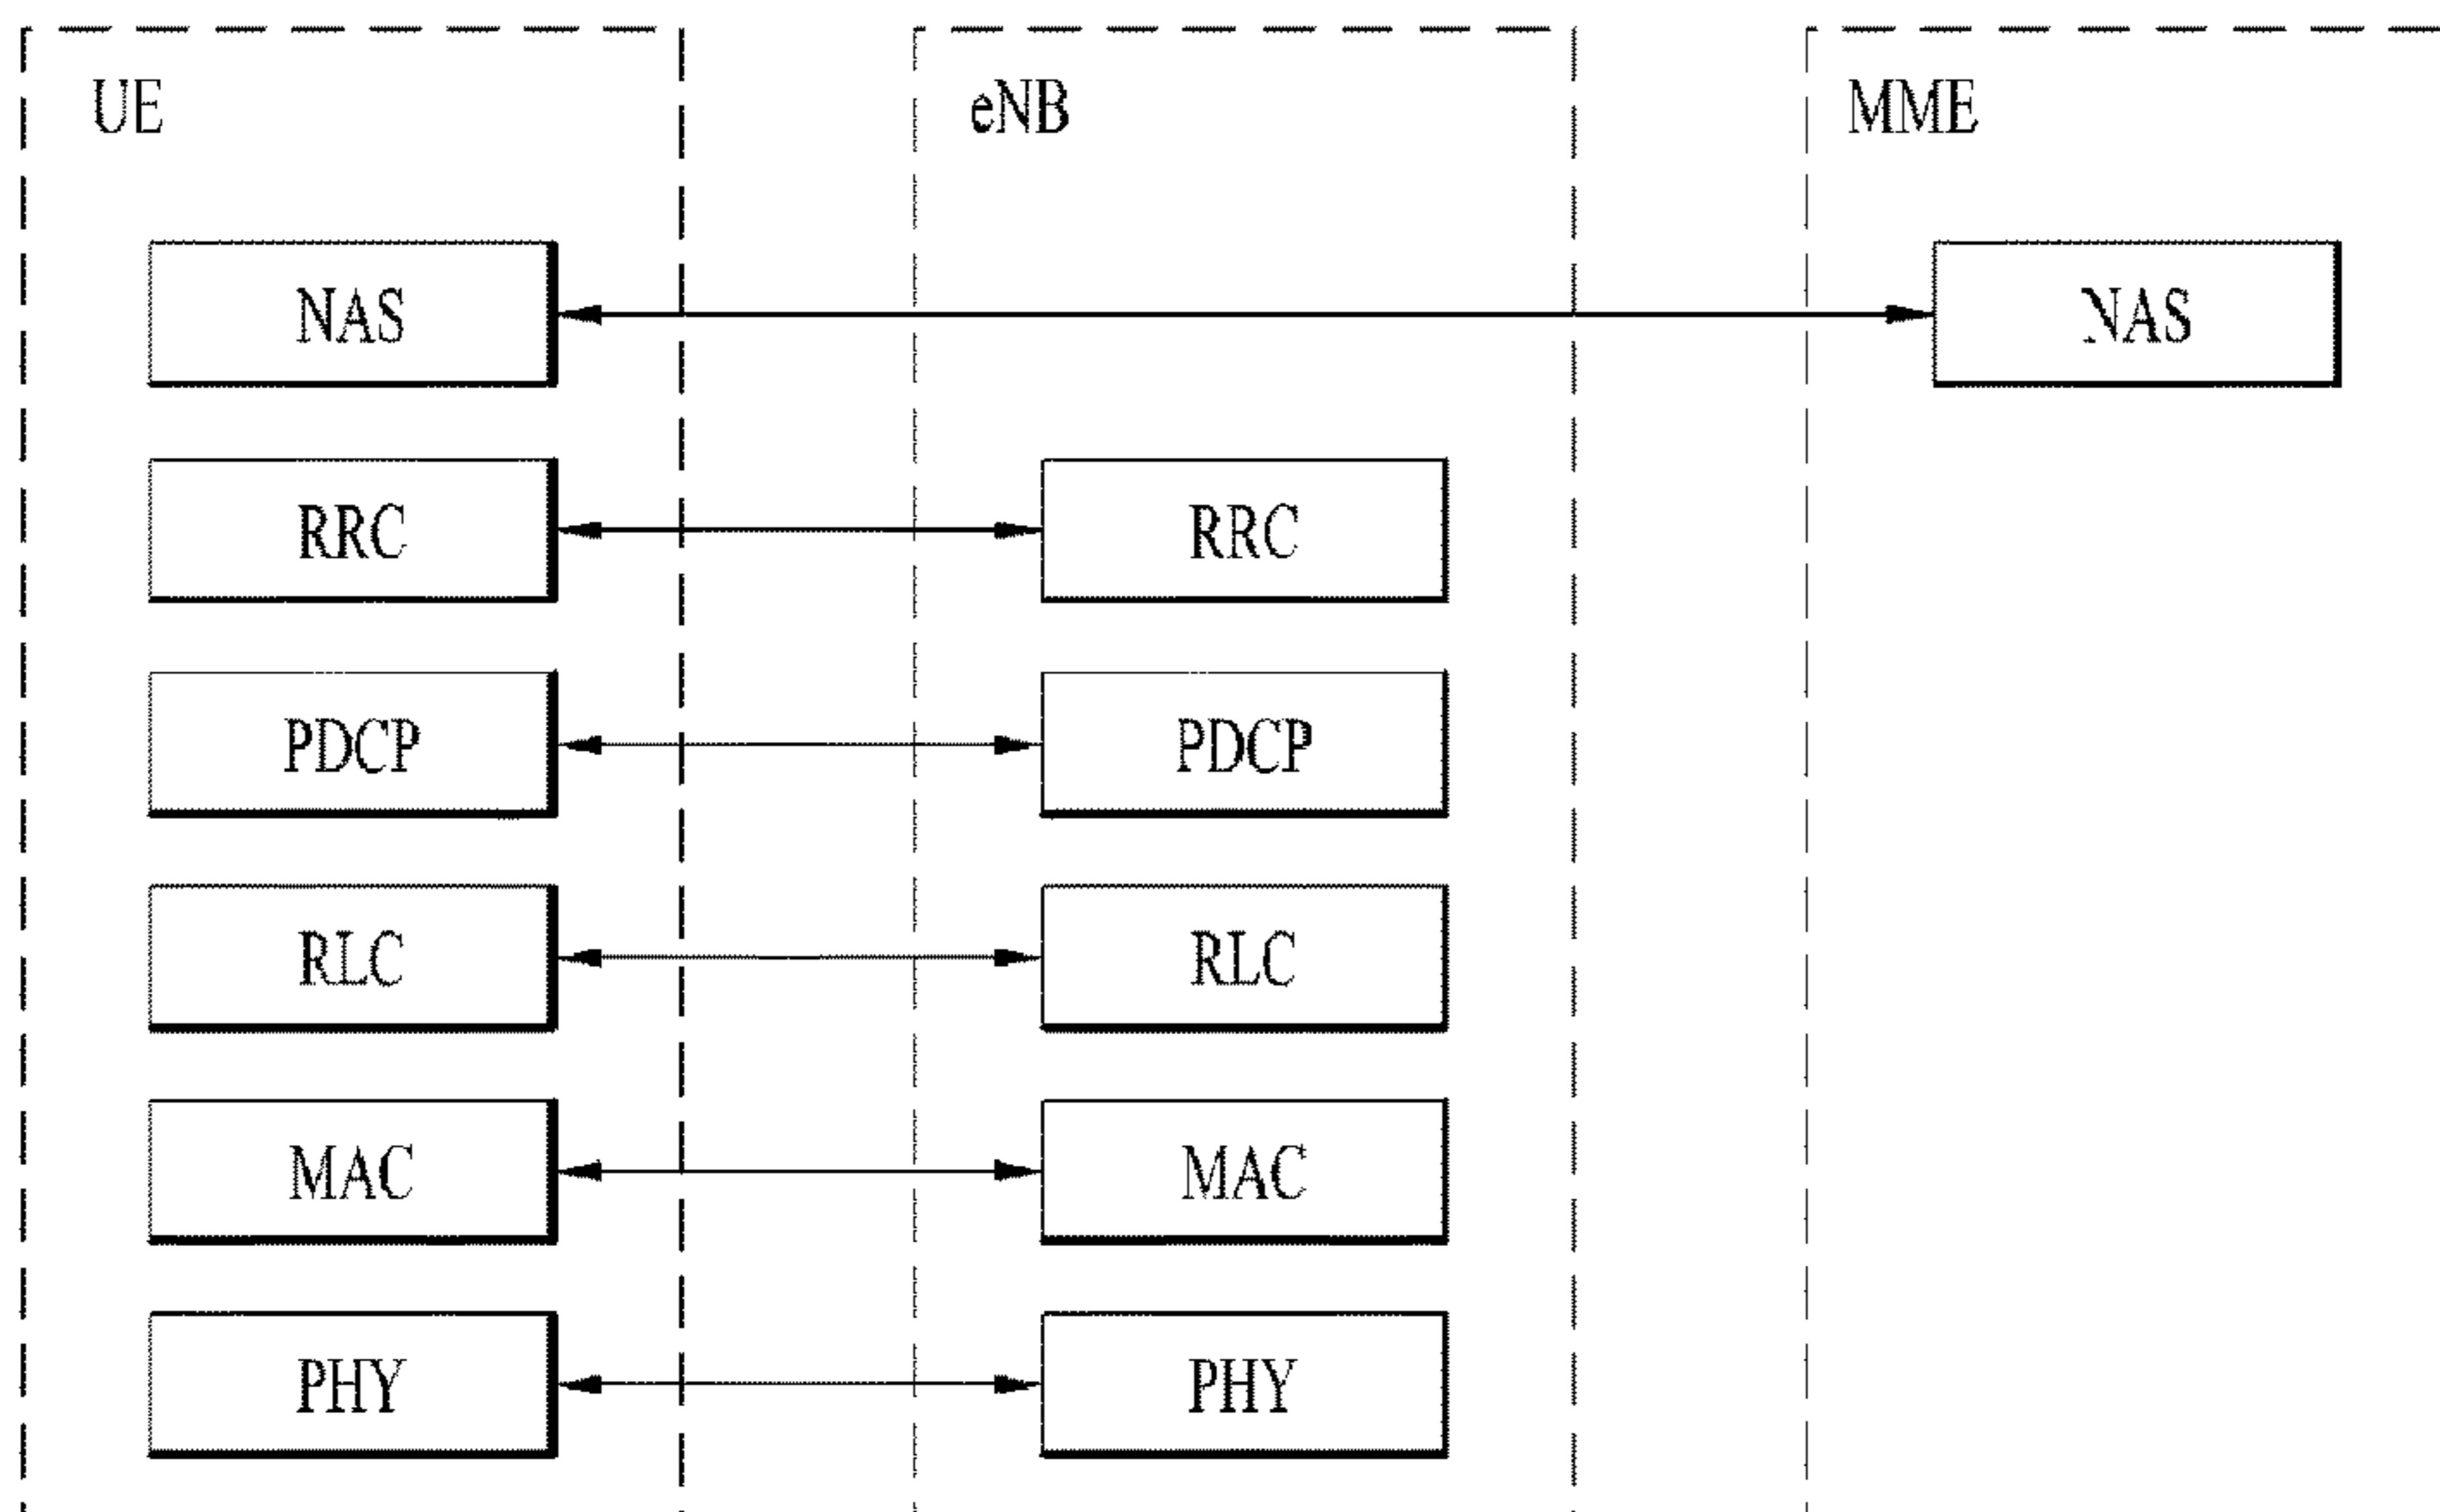 UE eNB MME
NAS NAS
RRC RRC
PDCP PDCP
RLC RLC
MAC MAC
PHY PHY